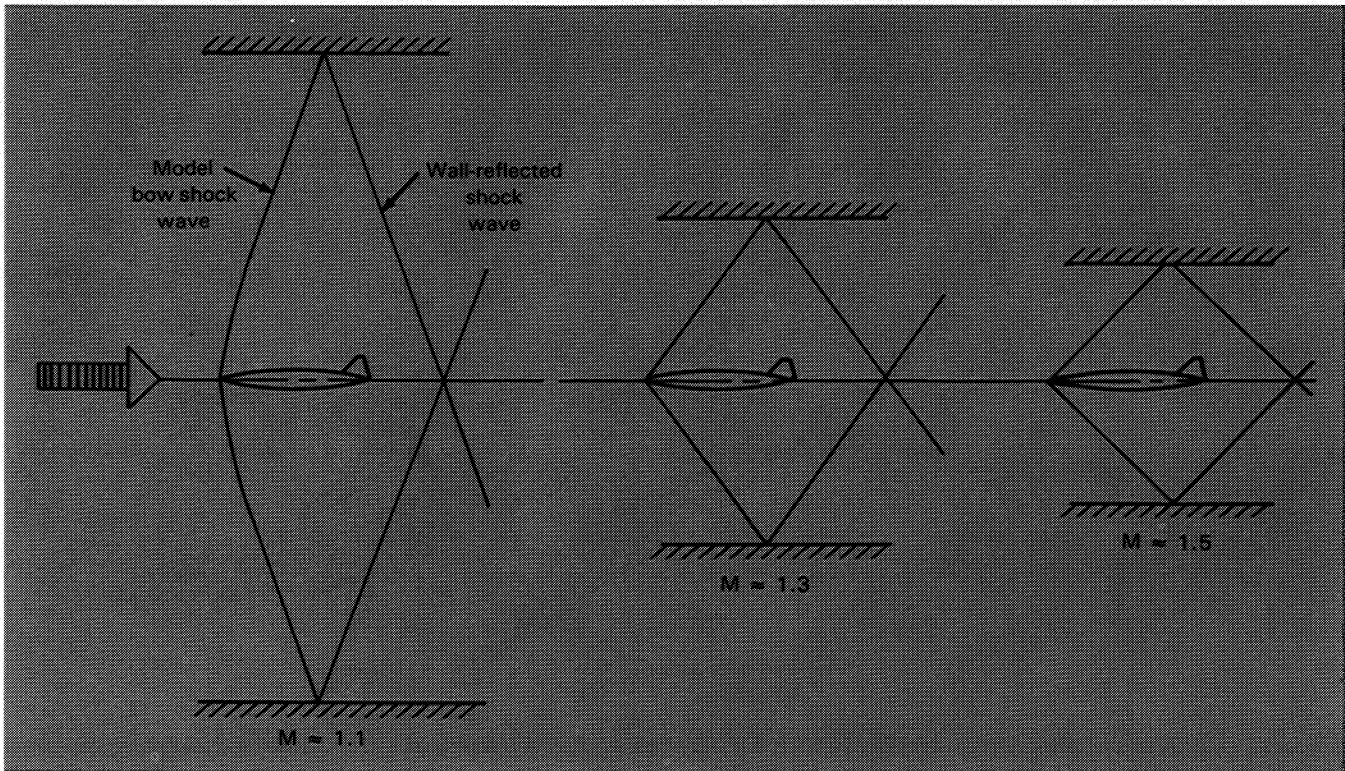 Model
bow shock
wave
Wall-reflected
shock
wave
M ≈ 1.1
M ≈ 1.3
M ≈ 1.5